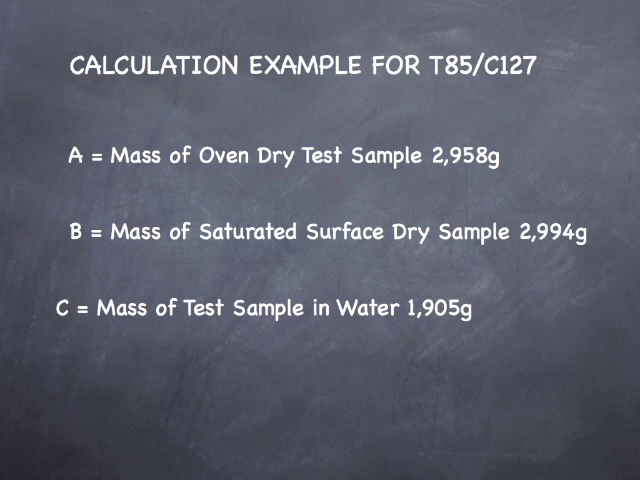 CALCULATION EXAMPLE FOR T85/C127
A = Mass of Oven Dry Test Sample 2,958g
B = Mass of Saturated Surface Dry Sample 2,994g
C = Mass of Test Sample in Water 1,905g